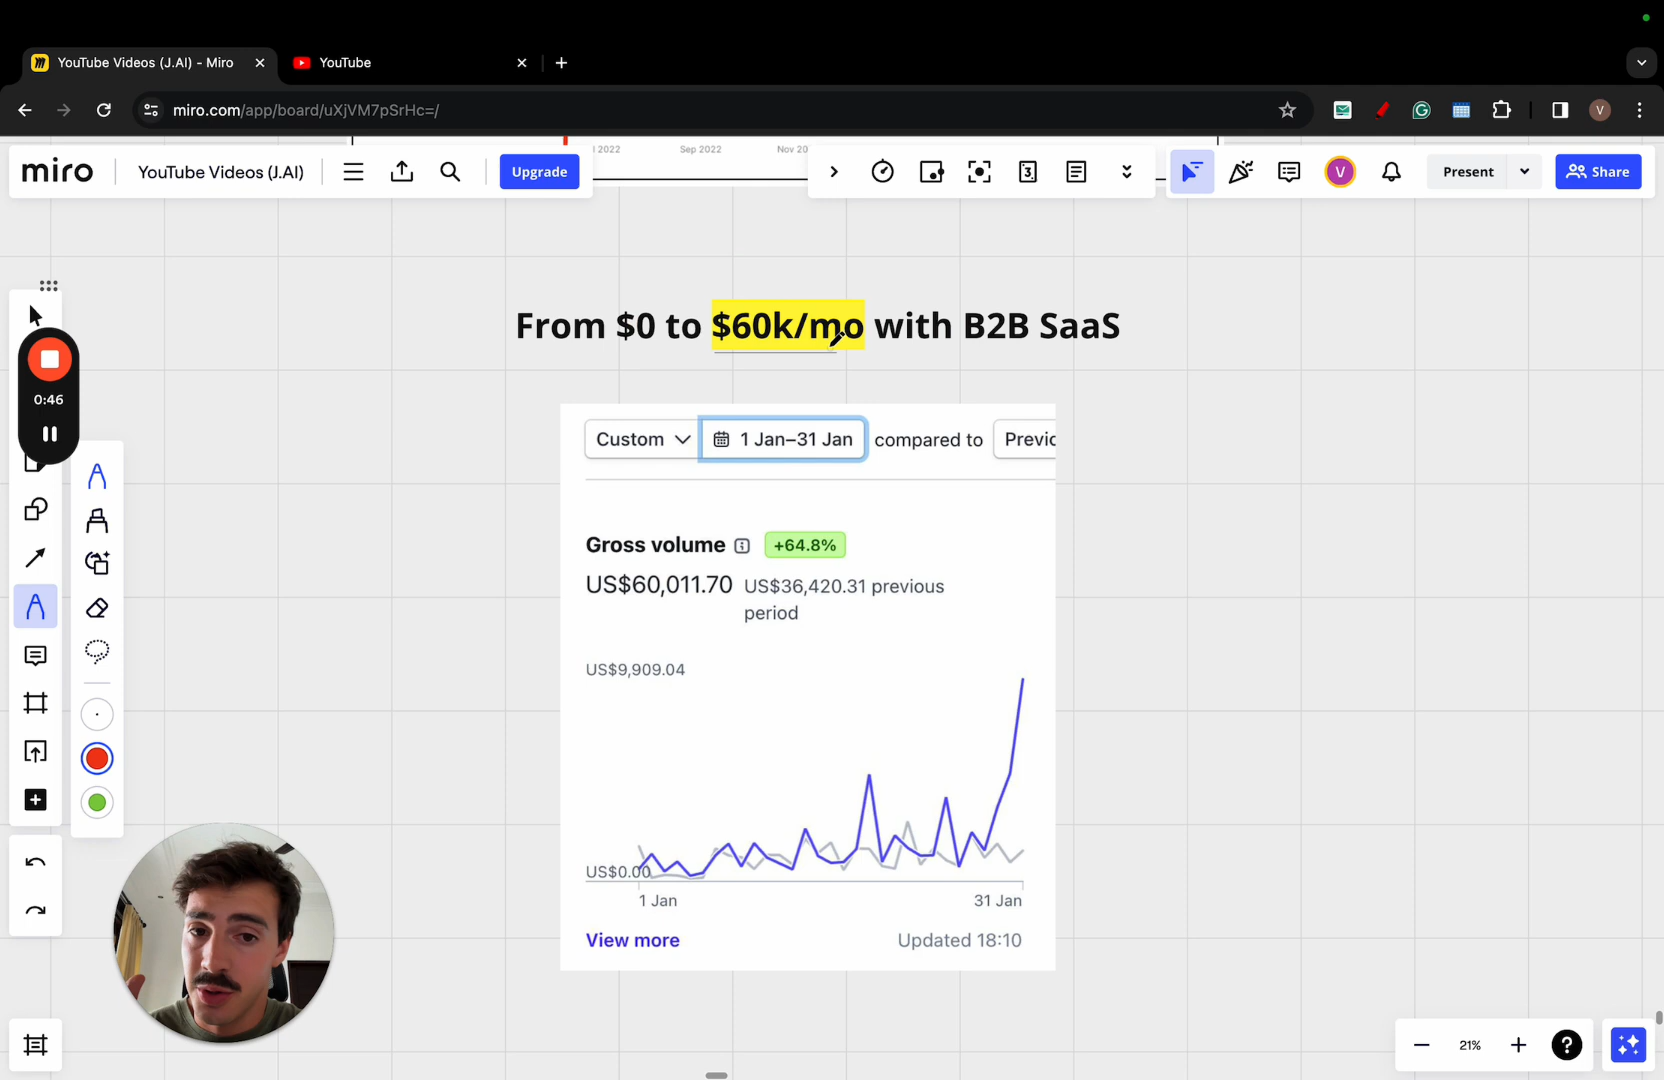 YouTube Videos (J.AI) - Miro
YouTube
miro.com/app/board/uXjVM7pSrHc=/
V
2022
Sep 2022
Nov 20
miro
YouTube Videos (J.AI)
Upgrade
3
V
Present
Share
From $0 to $60k/mo with B2B SaaS
0:46
Custom
1 Jan–31 Jan
compared to
Previc
Gross volume
+64.8%
US$60,011.70
US$36,420.31 previous
period
US$9,909.04
US$0.00
1 Jan
31 Jan
View more
Updated 18:10
21%
?